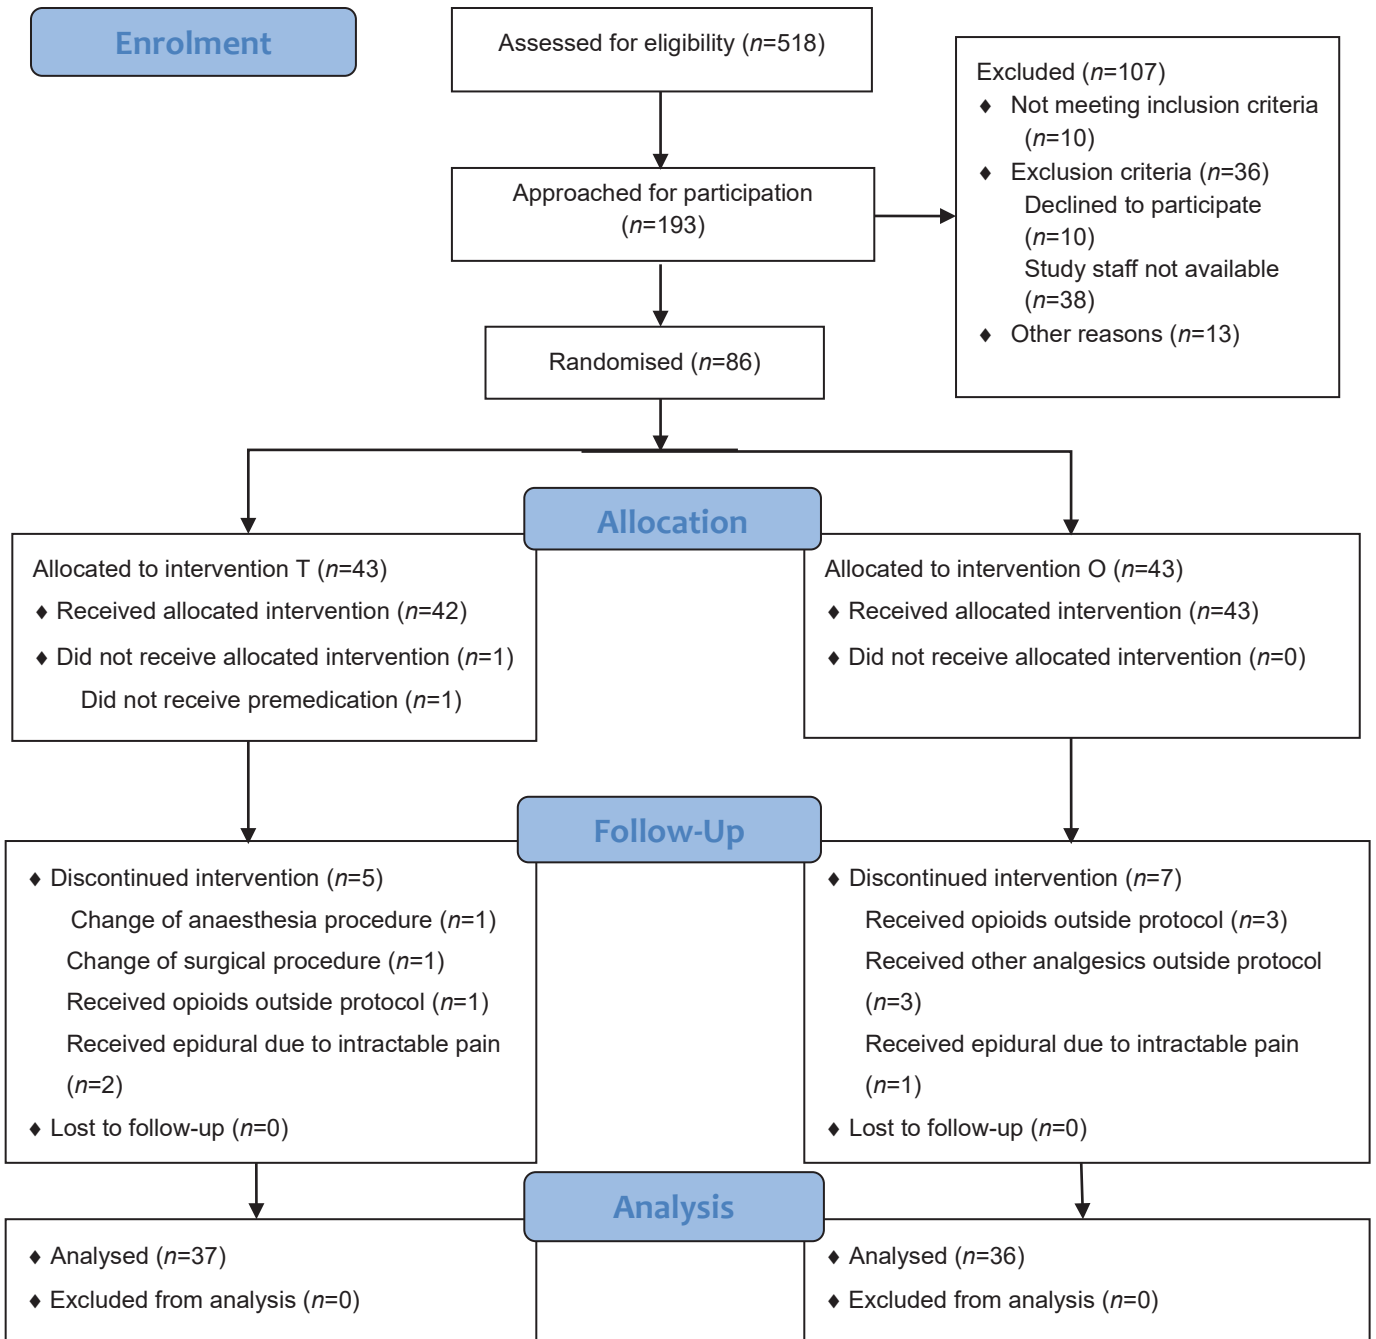 Enrolment
Assessed for eligibility (n=518)
Excluded (n=107)
♦ Not meeting inclusion criteria
(n=10)
♦ Exclusion criteria (n=36)
Declined to participate
(n=10)
Study staff not available
(n=38)
♦ Other reasons (n=13)
Approached for participation
(n=193)
Randomised (n=86)
Allocation
Allocated to intervention T (n=43)
♦ Received allocated intervention (n=42)
♦ Did not receive allocated intervention (n=1)
Did not receive premedication (n=1)
Allocated to intervention O (n=43)
♦ Received allocated intervention (n=43)
♦ Did not receive allocated intervention (n=0)
Follow-Up
♦ Discontinued intervention (n=5)
Change of anaesthesia procedure (n=1)
Change of surgical procedure (n=1)
Received opioids outside protocol (n=1)
Received epidural due to intractable pain
(n=2)
♦ Lost to follow-up (n=0)
♦ Discontinued intervention (n=7)
Received opioids outside protocol (n=3)
Received other analgesics outside protocol
(n=3)
Received epidural due to intractable pain
(n=1)
♦ Lost to follow-up (n=0)
Analysis
♦ Analysed (n=37)
♦ Excluded from analysis (n=0)
♦ Analysed (n=36)
♦ Excluded from analysis (n=0)